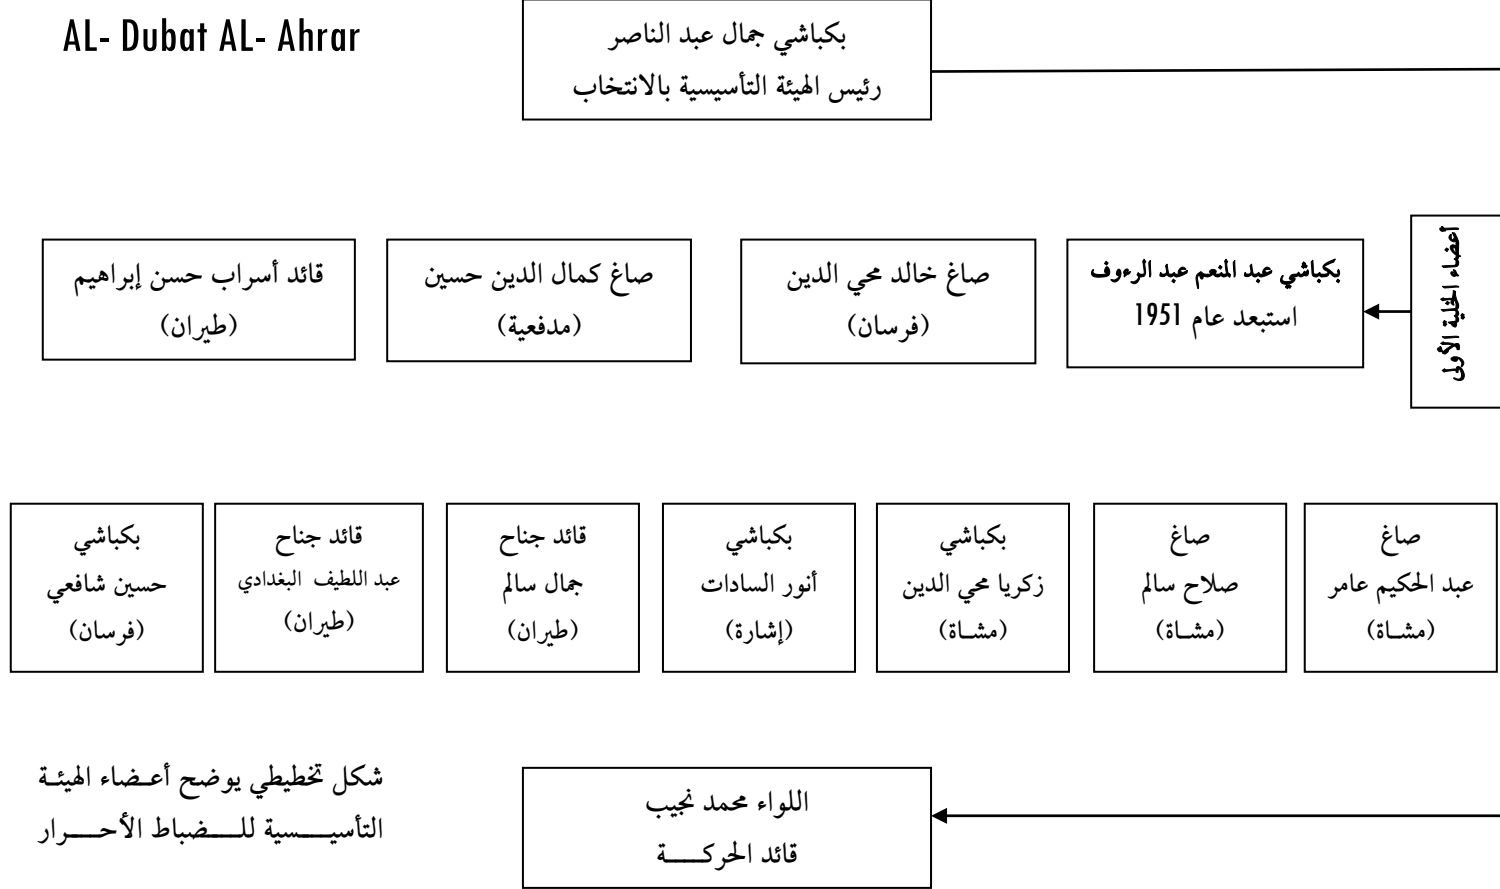 AL- Dubat AL- Ahrar
بكباشي جمال عبد الناصر
رئيس الهيئة التأسيسية بالانتخاب
أعضاء الخلية الأولى
بكباشي عبد المنعم عبد الرءوف
استبعد عام 1951
صاغ خالد محي الدين
(فرسان)
صاغ كمال الدين حسين
(مدفعية)
قائد أسراب حسن إبراهيم
(طيران)
صاغ
عبد الحكيم عامر
(مشاة)
صاغ
صلاح سالم
(مشاة)
بكباشي
زكريا محي الدين
(مشاة)
بكباشي
أنور السادات
(إشارة)
قائد جناح
جمال سالم
(طيران)
قائد جناح
عبد اللطيف البغدادي
(طيران)
بكباشي
حسين شافعي
(فرسان)
اللواء محمد نجيب
قائد الحركة
شكل تخطيطي يوضح أعضاء الهيئة
التأسيسية للضباط الأحرار